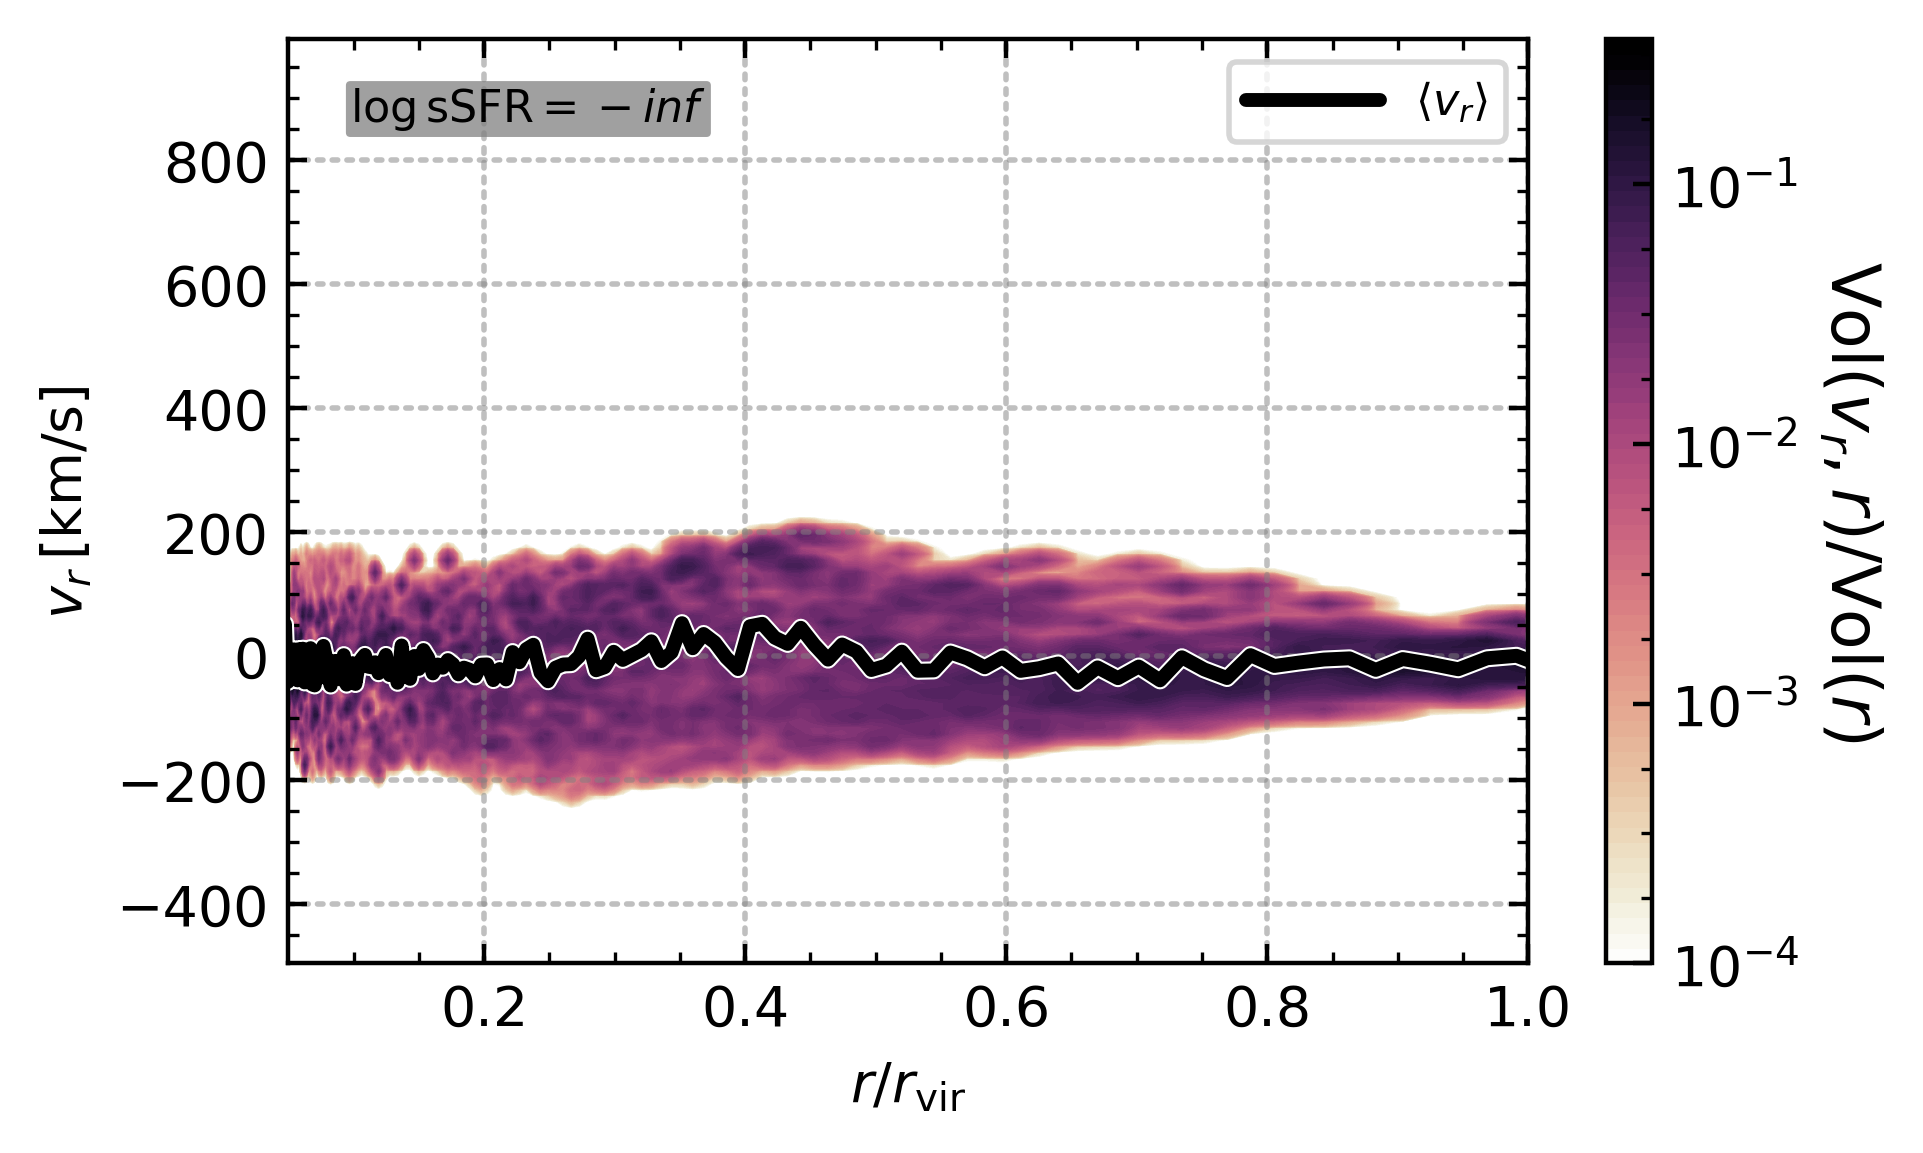 log sSFR = −inf
⟨v_r⟩
800
600
400
200
0
−200
−400
v_r [km/s]
0.2 0.4 0.6 0.8 1.0
r/r_vir
10^−1
10^−2
10^−3
10^−4
Vol(v_r, r)/Vol(r)